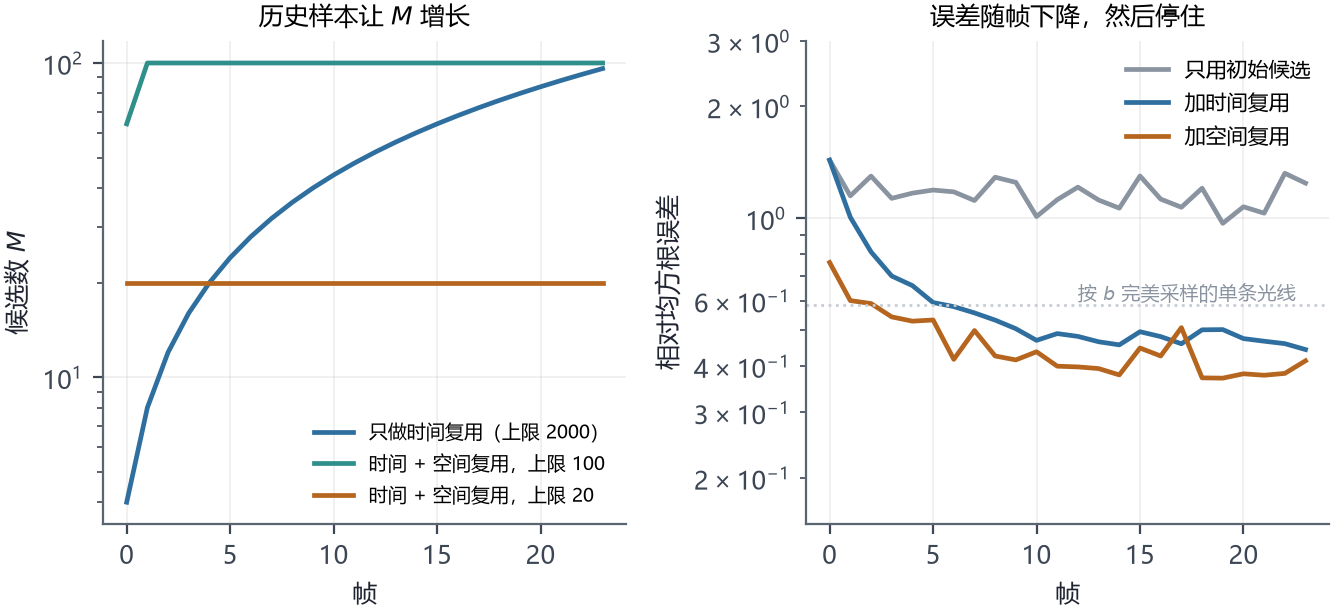 历史样本让 M 增长
候选数 M
10²
10¹
0 5 10 15 20
帧
只做时间复用（上限 2000）
时间 + 空间复用，上限 100
时间 + 空间复用，上限 20
误差随帧下降，然后停住
相对均方根误差
3 × 10⁰
2 × 10⁰
10⁰
6 × 10⁻¹
4 × 10⁻¹
3 × 10⁻¹
2 × 10⁻¹
只用初始候选
加时间复用
加空间复用
按 b 完美采样的单条光线
0 5 10 15 20
帧